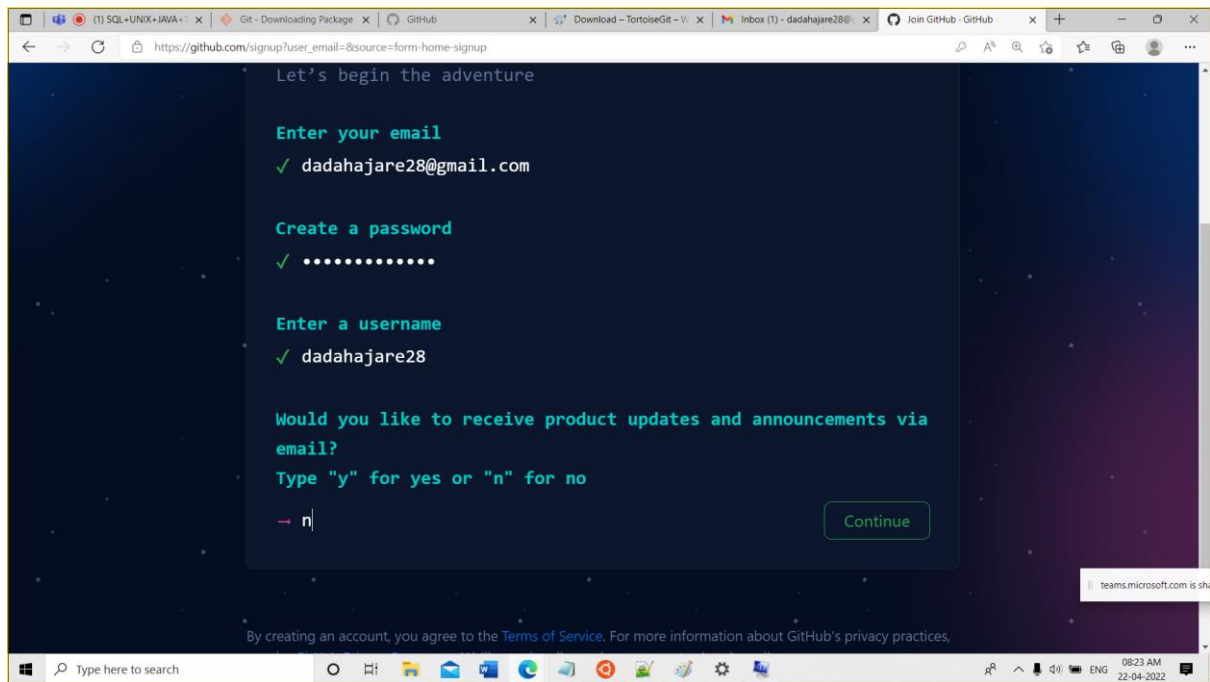 (1) SQL+UNIX+JAVA+T
Git - Downloading Package
GitHub
Download – TortoiseGit – W
Inbox (1) - dadahajare28@
Join GitHub · GitHub
https://github.com/signup?user_email=&source=form-home-signup
Let's begin the adventure
Enter your email
✓ dadahajare28@gmail.com
Create a password
✓ •••••••••••••
Enter a username
✓ dadahajare28
Would you like to receive product updates and announcements via
email?
Type "y" for yes or "n" for no
→ n
Continue
teams.microsoft.com is sha
By creating an account, you agree to the Terms of Service. For more information about GitHub's privacy practices,
Type here to search
ENG
08:23 AM
22-04-2022